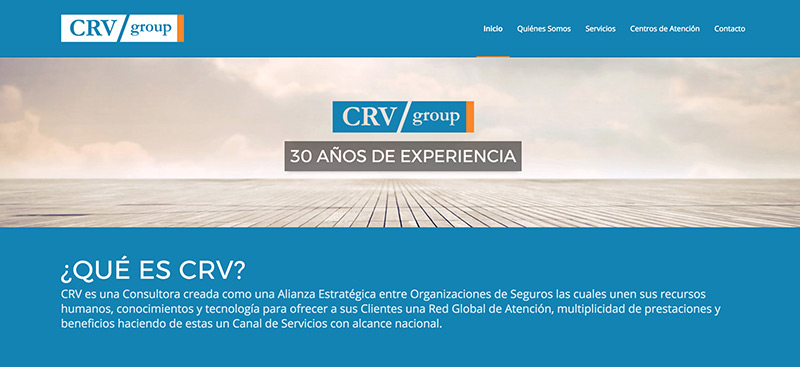 CRV/group
Inicio Quiénes Somos Servicios Centros de Atención Contacto
CRV/group
30 AÑOS DE EXPERIENCIA
¿QUÉ ES CRV?
CRV es una Consultora creada como una Alianza Estratégica entre Organizaciones de Seguros las cuales unen sus recursos
humanos, conocimientos y tecnología para ofrecer a sus Clientes una Red Global de Atención, multiplicidad de prestaciones y
beneficios haciendo de estas un Canal de Servicios con alcance nacional.